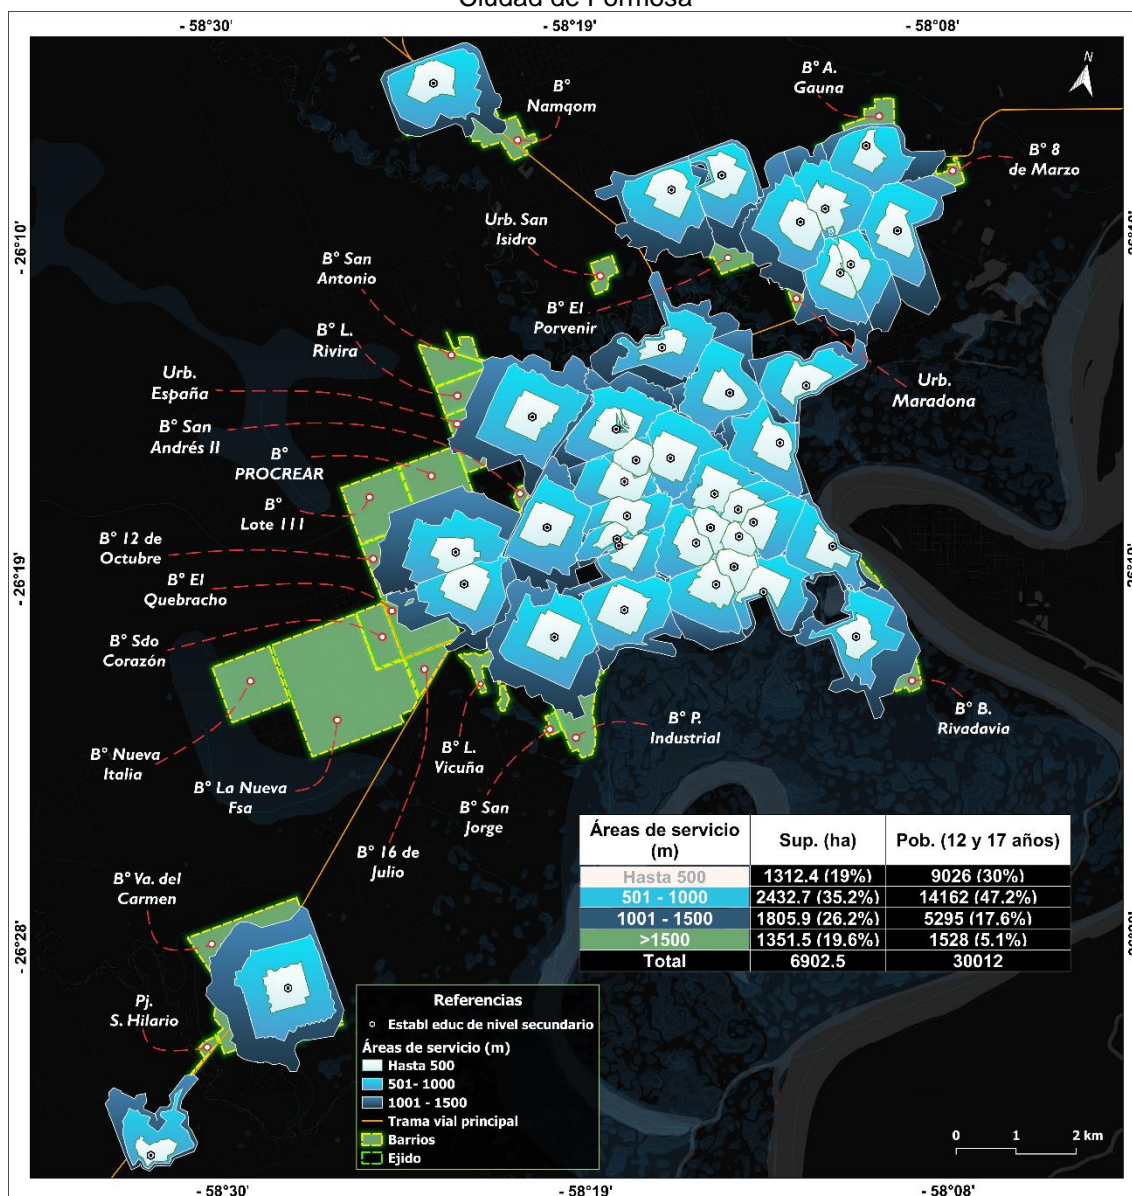 Ciudad de Formosa
- 58°30'
- 58°19'
- 58°08'
N
B° A.
Gauna
B°
Namqom
B° 8
de Marzo
Urb. San
Isidro
- 26°10'
B° San
Antonio
B° El
Porvenir
B° L.
Rivira
Urb.
España
Urb.
Maradona
B° San
Andrés II
B°
PROCREAR
B°
Lote 111
B° 12 de
Octubre
- 26°19'
B° El
Quebracho
B° Sdo
Corazón
B° P.
Industrial
B° B.
Rivadavia
B° Nueva
Italia
B° L.
Vicuña
B° La Nueva
Fsa
B° San
Jorge
B° 16 de
Julio
Áreas de servicio (m) Sup. (ha) Pob. (12 y 17 años)
Hasta 500 1312.4 (19%) 9026 (30%)
501 - 1000 2432.7 (35.2%) 14162 (47.2%)
1001 - 1500 1805.9 (26.2%) 5295 (17.6%)
>1500 1351.5 (19.6%) 1528 (5.1%)
Total 6902.5 30012
B° Va. del
Carmen
- 26°28'
Pj.
S. Hilario
Referencias
Establ educ de nivel secundario
Áreas de servicio (m)
Hasta 500
501- 1000
1001 - 1500
Trama vial principal
Barrios
Ejido
0 1 2 km
- 58°30'
- 58°19'
- 58°08'